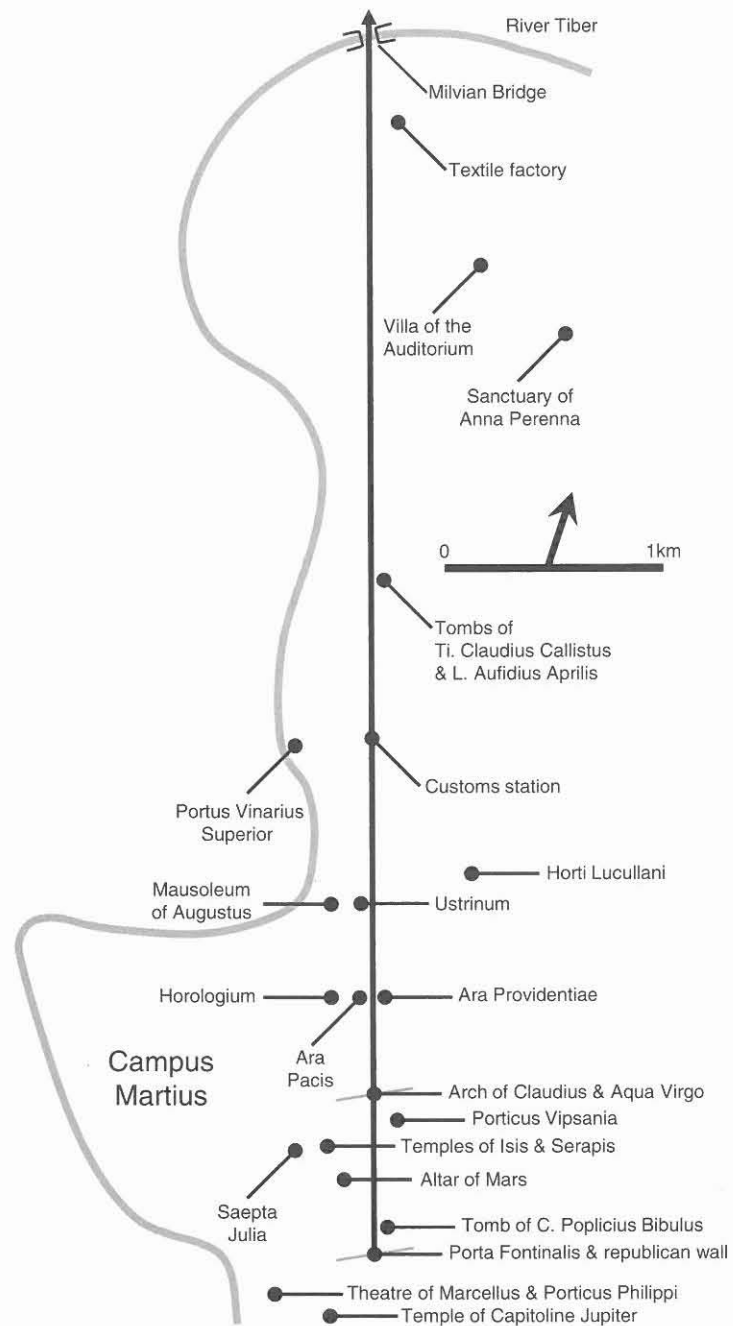 River Tiber
Milvian Bridge
Textile factory
Villa of the
Auditorium
Sanctuary of
Anna Perenna
0 1km
Tombs of
Ti. Claudius Callistus
& L. Aufidius Aprilis
Customs station
Portus Vinarius
Superior
Horti Lucullani
Mausoleum
of Augustus
Ustrinum
Horologium
Ara Providentiae
Ara
Pacis
Campus
Martius
Arch of Claudius & Aqua Virgo
Porticus Vipsania
Temples of Isis & Serapis
Altar of Mars
Saepta
Julia
Tomb of C. Poplicius Bibulus
Porta Fontinalis & republican wall
Theatre of Marcellus & Porticus Philippi
Temple of Capitoline Jupiter